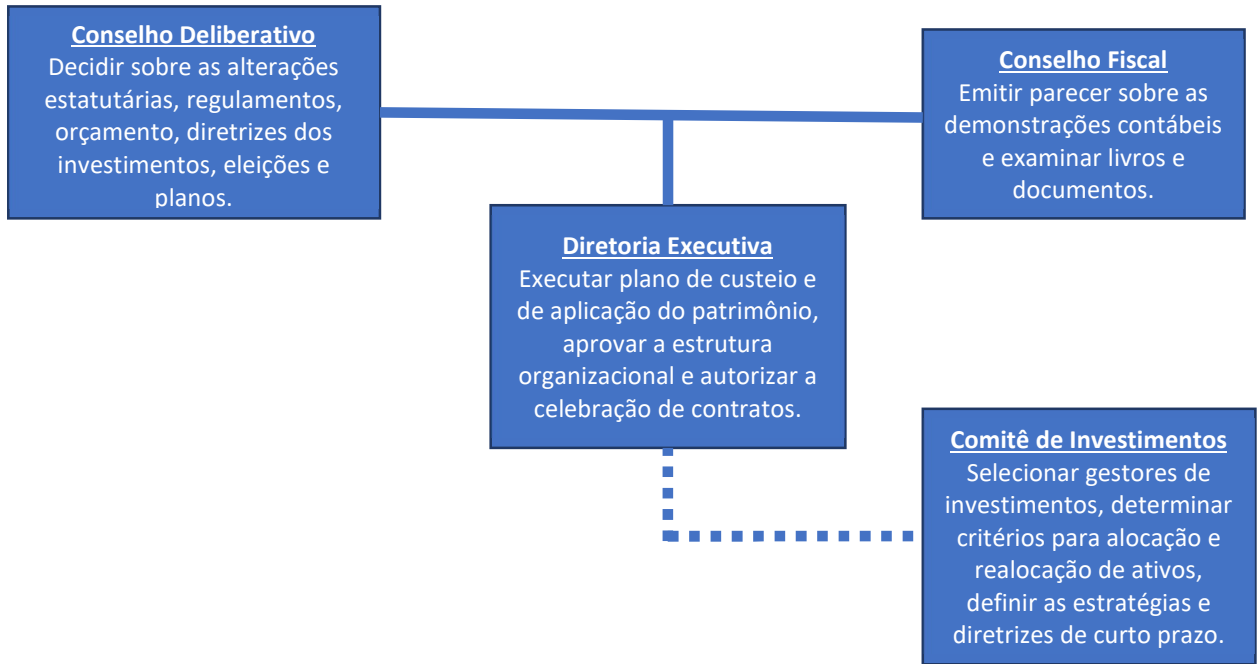 Conselho Deliberativo
Decidir sobre as alterações
estatutárias, regulamentos,
orçamento, diretrizes dos
investimentos, eleições e
planos.
Conselho Fiscal
Emitir parecer sobre as
demonstrações contábeis
e examinar livros e
documentos.
Diretoria Executiva
Executar plano de custeio e
de aplicação do patrimônio,
aprovar a estrutura
organizacional e autorizar a
celebração de contratos.
Comitê de Investimentos
Selecionar gestores de
investimentos, determinar
critérios para alocação e
realocação de ativos,
definir as estratégias e
diretrizes de curto prazo.